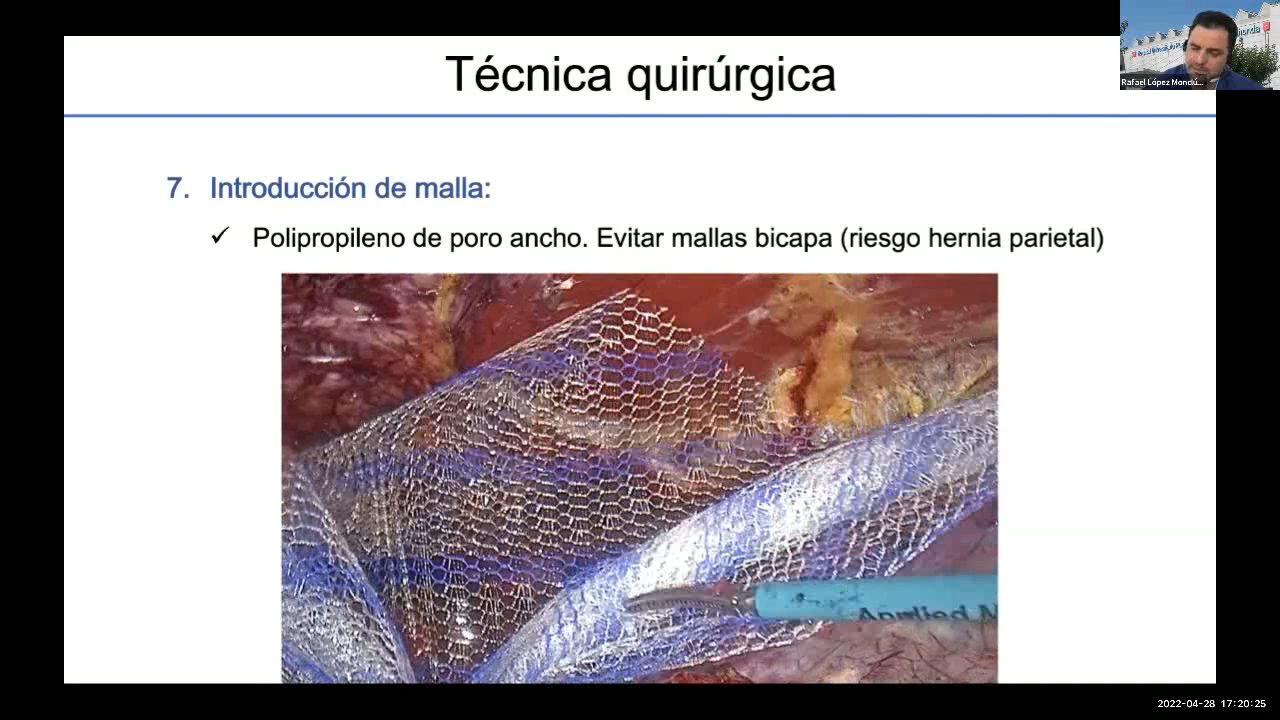 Técnica quirúrgica
Rafael López Monclú...
7. Introducción de malla:
✓ Polipropileno de poro ancho. Evitar mallas bicapa (riesgo hernia parietal)
Applied M
2022-04-28 17:20:25